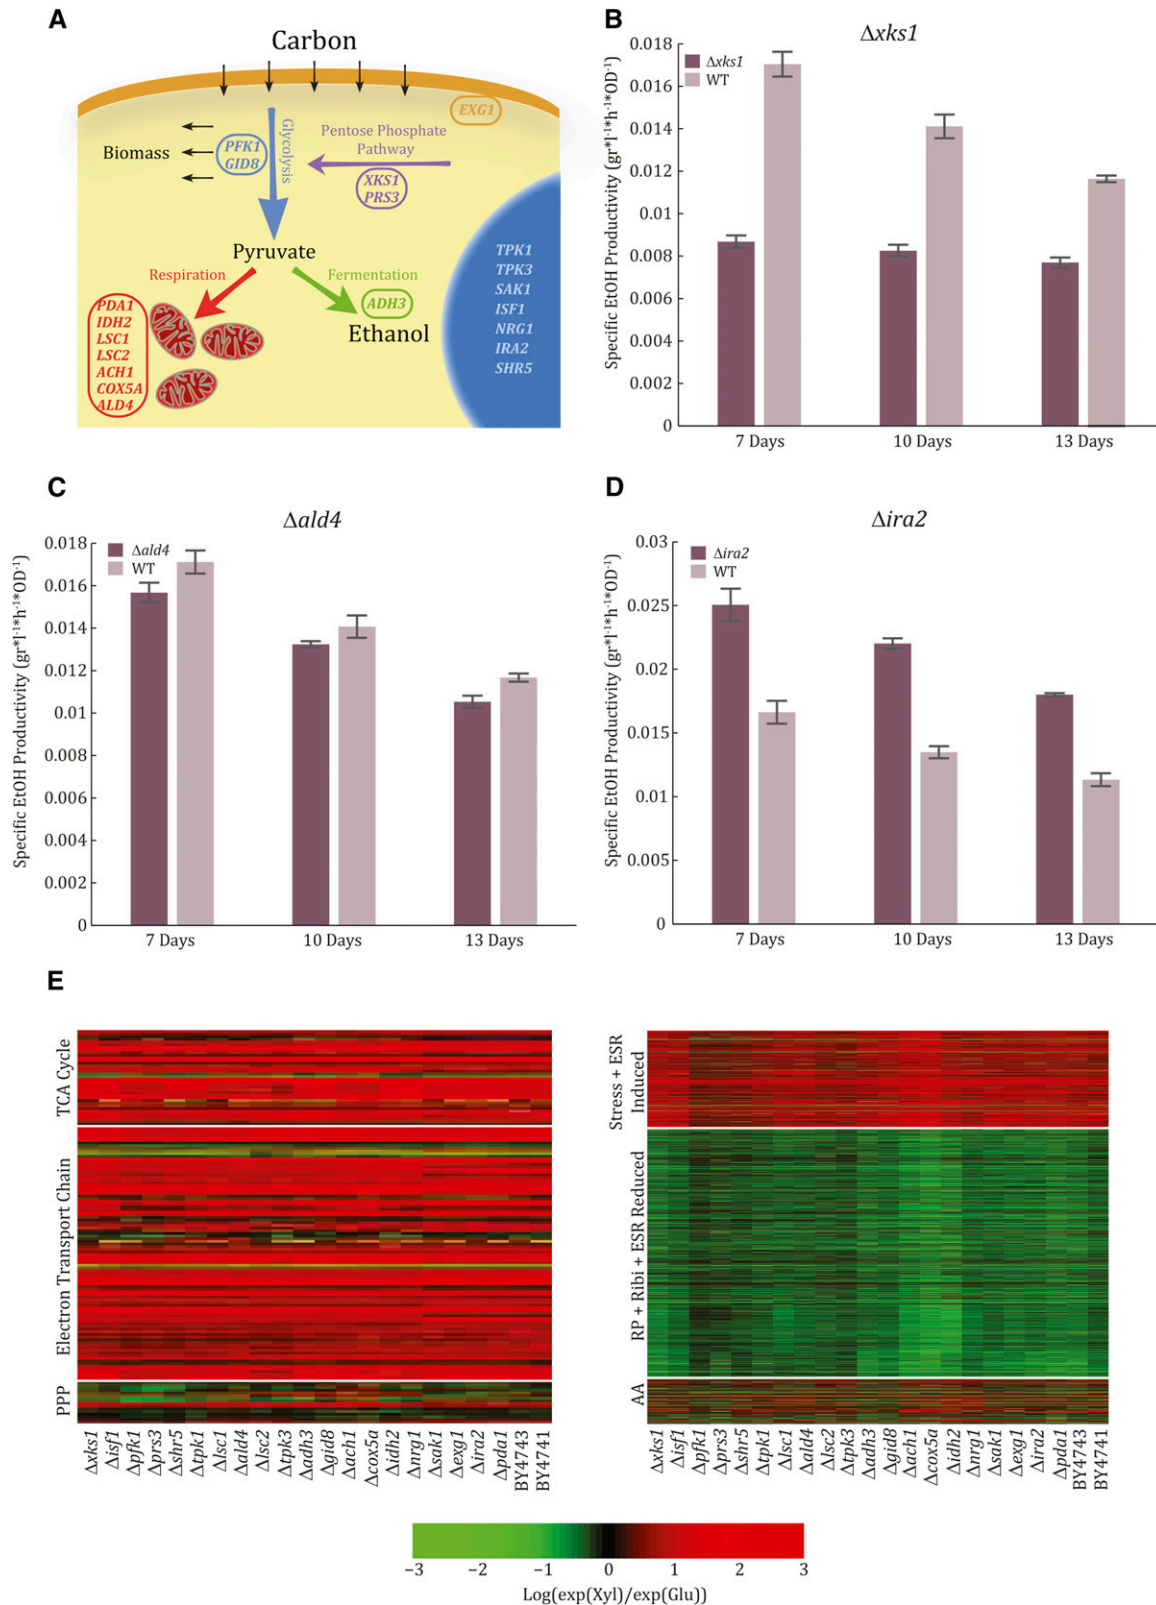 A
Carbon
EXG1
Glycolysis
Pentose Phosphate
Pathway
Biomass
PFK1
GID8
XKS1
PRS3
Pyruvate
Respiration
Fermentation
ADH3
Ethanol
PDA1
IDH2
LSC1
LSC2
ACH1
COX5A
ALD4
TPK1
TPK3
SAK1
ISF1
NRG1
IRA2
SHR5
B
Δxks1
Δxks1
WT
Specific EtOH Productivity (gr*l⁻¹*h⁻¹*OD⁻¹)
0.018
0.016
0.014
0.012
0.01
0.008
0.006
0.004
0.002
0
7 Days
10 Days
13 Days
C
Δald4
Δald4
WT
Specific EtOH Productivity (gr*l⁻¹*h⁻¹*OD⁻¹)
0.018
0.016
0.014
0.012
0.01
0.008
0.006
0.004
0.002
0
7 Days
10 Days
13 Days
D
Δira2
Δira2
WT
Specific EtOH Productivity (gr*l⁻¹*h⁻¹*OD⁻¹)
0.03
0.025
0.02
0.015
0.01
0.005
0
7 Days
10 Days
13 Days
E
TCA Cycle
Electron Transport Chain
PPP
Δxks1
Δisf1
Δpfk1
Δprs3
Δshr5
Δtpk1
Δlsc1
Δald4
Δlsc2
Δtpk3
Δadh3
Δgid8
Δach1
Δcox5a
Δidh2
Δnrg1
Δsak1
Δexg1
Δira2
Δpda1
BY4743
BY4741
Stress + ESR
Induced
RP + Ribi + ESR Reduced
AA
Δxks1
Δisf1
Δpfk1
Δprs3
Δshr5
Δtpk1
Δlsc1
Δald4
Δlsc2
Δtpk3
Δadh3
Δgid8
Δach1
Δcox5a
Δidh2
Δnrg1
Δsak1
Δexg1
Δira2
Δpda1
BY4743
BY4741
−3 −2 −1 0 1 2 3
Log(exp(Xyl)/exp(Glu))